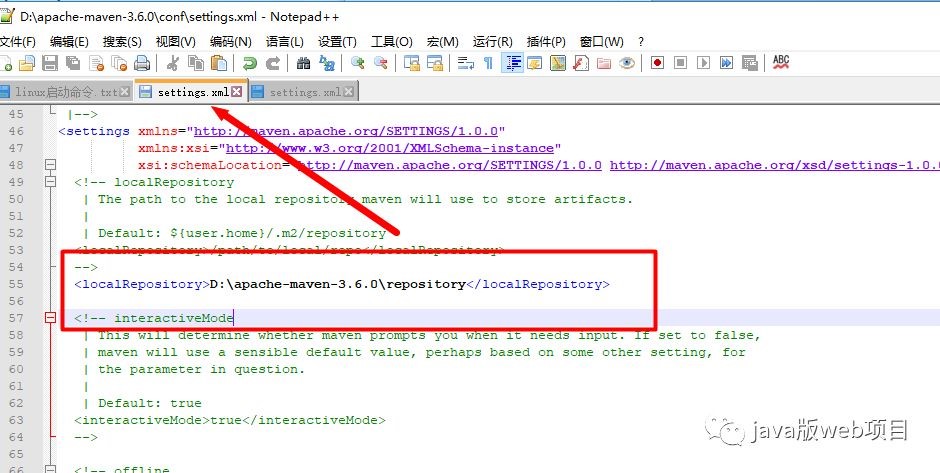 D:\apache-maven-3.6.0\conf\settings.xml - Notepad++
文件(F) 编辑(E) 搜索(S) 视图(V) 编码(N) 语言(L) 设置(T) 工具(O) 宏(M) 运行(R) 插件(P) 窗口(W) ?
ABC
linux启动命令.txt settings.xml settings.xml
45 |-->
46 <settings xmlns="http://maven.apache.org/SETTINGS/1.0.0"
47 xmlns:xsi="http://www.w3.org/2001/XMLSchema-instance"
48 xsi:schemaLocation="http://maven.apache.org/SETTINGS/1.0.0 http://maven.apache.org/xsd/settings-1.0.0
49 <!-- localRepository
50 | The path to the local repository maven will use to store artifacts.
51 |
52 | Default: ${user.home}/.m2/repository
53 <localRepository>/path/to/local/repo</localRepository>
54 -->
55 <localRepository>D:\apache-maven-3.6.0\repository</localRepository>
56
57 <!-- interactiveMode
58 | This will determine whether maven prompts you when it needs input. If set to false,
59 | maven will use a sensible default value, perhaps based on some other setting, for
60 | the parameter in question.
61 |
62 | Default: true
63 <interactiveMode>true</interactiveMode>
64 -->
65
66 <!-- offline
java版web项目